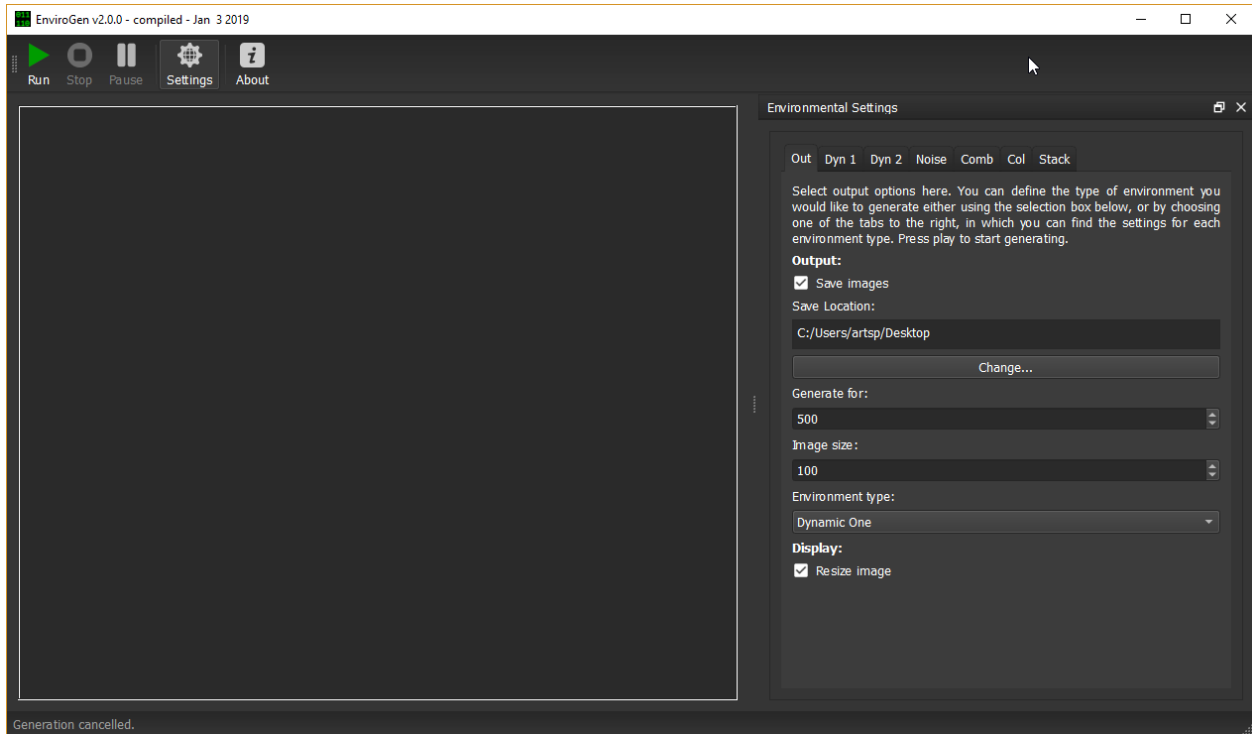 EnviroGen v2.0.0 - compiled - Jan 3 2019
Run Stop Pause Settings About
Environmental Settings
Out Dyn 1 Dyn 2 Noise Comb Col Stack
Select output options here. You can define the type of environment you
would like to generate either using the selection box below, or by choosing
one of the tabs to the right, in which you can find the settings for each
environment type. Press play to start generating.
Output:
Save images
Save Location:
C:/Users/artsp/Desktop
Change...
Generate for:
500
Image size:
100
Environment type:
Dynamic One
Display:
Resize image
Generation cancelled.